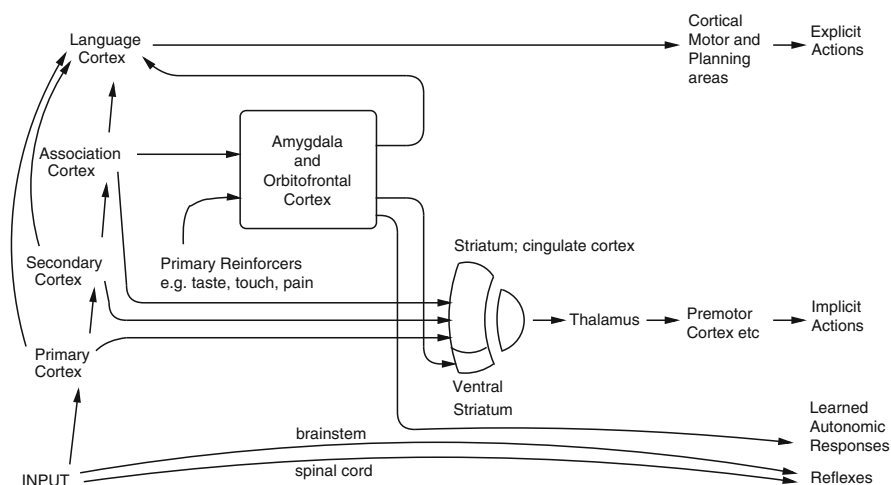 Language
Cortex
Cortical
Motor and
Planning
areas
Explicit
Actions
Association
Cortex
Amygdala
and
Orbitofrontal
Cortex
Secondary
Cortex
Primary Reinforcers
e.g. taste, touch, pain
Striatum; cingulate cortex
Thalamus
Premotor
Cortex etc
Implicit
Actions
Primary
Cortex
Ventral
Striatum
Learned
Autonomic
Responses
brainstem
spinal cord
INPUT
Reflexes